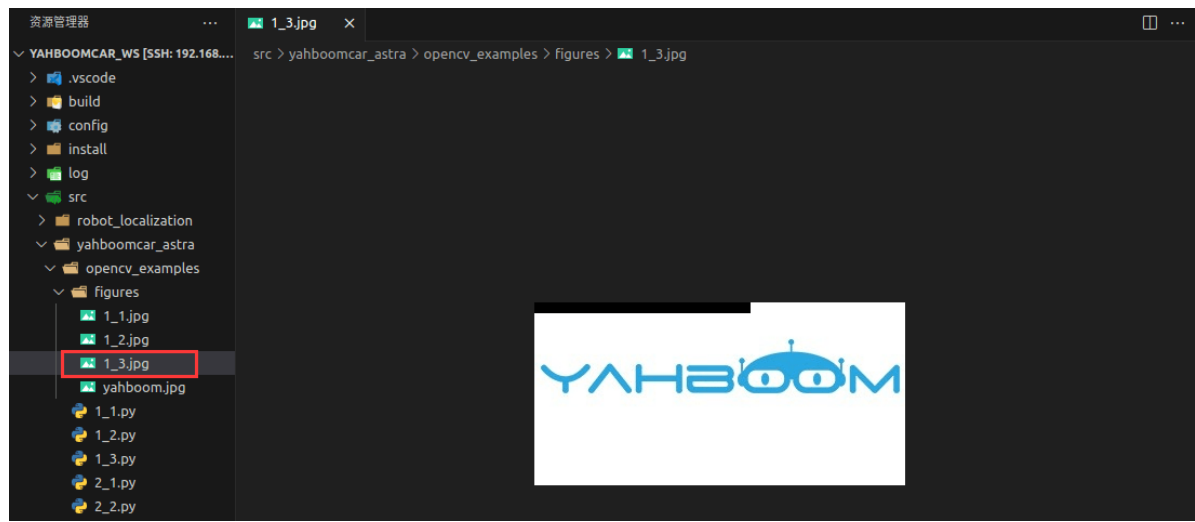 资源管理器 ...
1_3.jpg × ...
YAHBOOMCAR_WS [SSH: 192.168....
src > yahboomcar_astra > opencv_examples > figures > 1_3.jpg
.vscode
build
config
install
log
src
robot_localization
yahboomcar_astra
opencv_examples
figures
1_1.jpg
1_2.jpg
1_3.jpg
yahboom.jpg
1_1.py
1_2.py
1_3.py
2_1.py
2_2.py
YAHBOOM